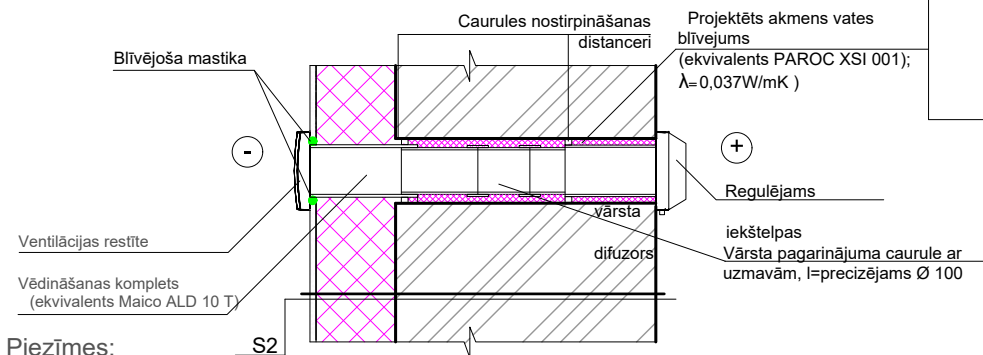 Caurules nostirpināšanas
distanceri
Projektēts akmens vates
blīvejums
(ekvivalents PAROC XSI 001);
λ=0,037W/mK )
Blīvējoša mastika
-
+
Regulējams
vārsta
iekštelpas
difuzors
Vārsta pagarinājuma caurule ar
uzmavām, l=precizējams Ø 100
Ventilācijas restīte
Vēdināšanas komplets
(ekvivalents Maico ALD 10 T)
Piezīmes:
S2